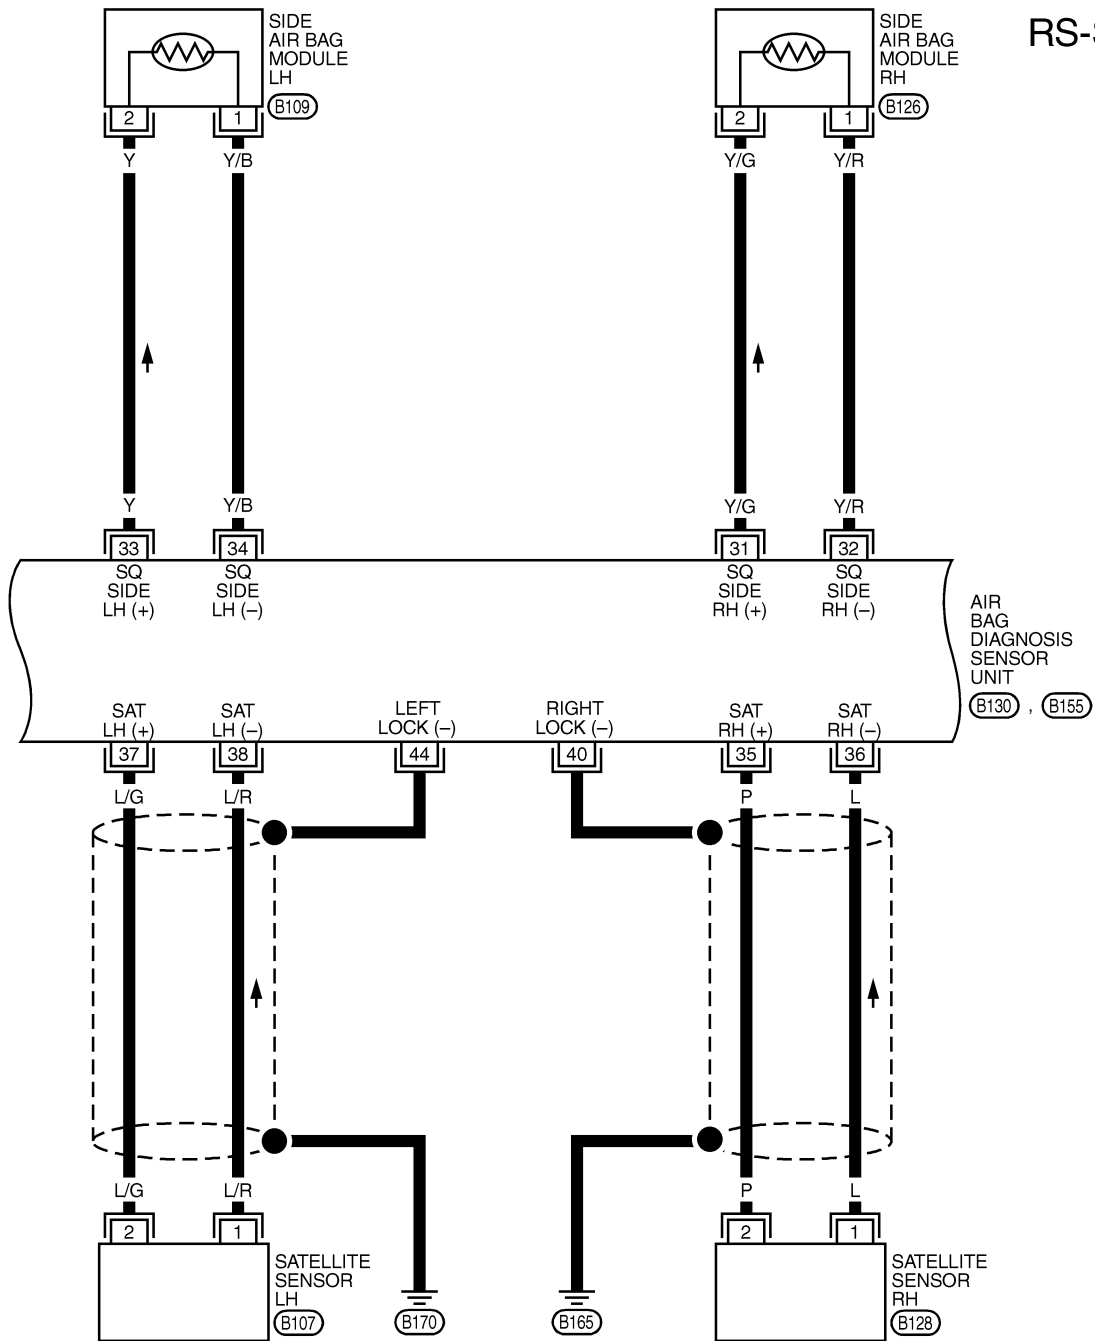 RS-S
SIDE
AIR BAG
MODULE
LH
B109
SIDE
AIR BAG
MODULE
RH
B126
2 1
2 1
Y Y/B
Y/G Y/R
Y Y/B
Y/G Y/R
33 34
31 32
SQ
SIDE
LH (+)
SQ
SIDE
LH (–)
SQ
SIDE
RH (+)
SQ
SIDE
RH (–)
AIR
BAG
DIAGNOSIS
SENSOR
UNIT
B130 , B155
SAT
LH (+)
SAT
LH (–)
LEFT
LOCK (–)
RIGHT
LOCK (–)
SAT
RH (+)
SAT
RH (–)
37 38 44 40 35 36
L/G L/R P L
L/G L/R P L
2 1
2 1
SATELLITE
SENSOR
LH
B107
B170
B165
SATELLITE
SENSOR
RH
B128